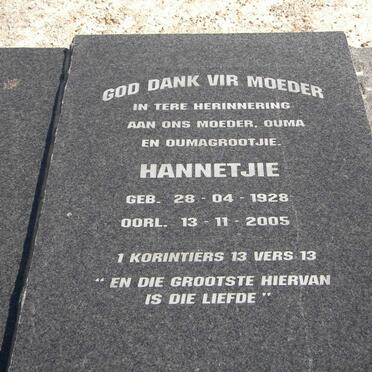 GOD DANK VIR MOEDER
IN TERE HERINNERING
AAN ONS MOEDER, OUMA
EN OUMAGROOTJIE.
HANNETJIE
GEB. 28 - 04 - 1928
OORL. 13 - 11 - 2005
1 KORINTIERS 13 VERS 13
" EN DIE GROOTSTE HIERVAN
IS DIE LIEFDE "